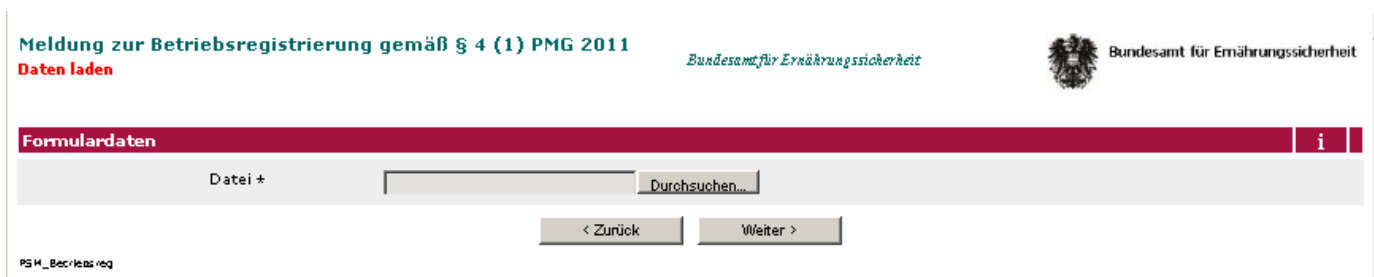 Meldung zur Betriebsregistrierung gemäß § 4 (1) PMG 2011
Daten laden
Bundesamt für Ernährungssicherheit
Bundesamt für Ernährungssicherheit
Formulardaten
i
Datei *
Durchsuchen...
< Zurück
Weiter >